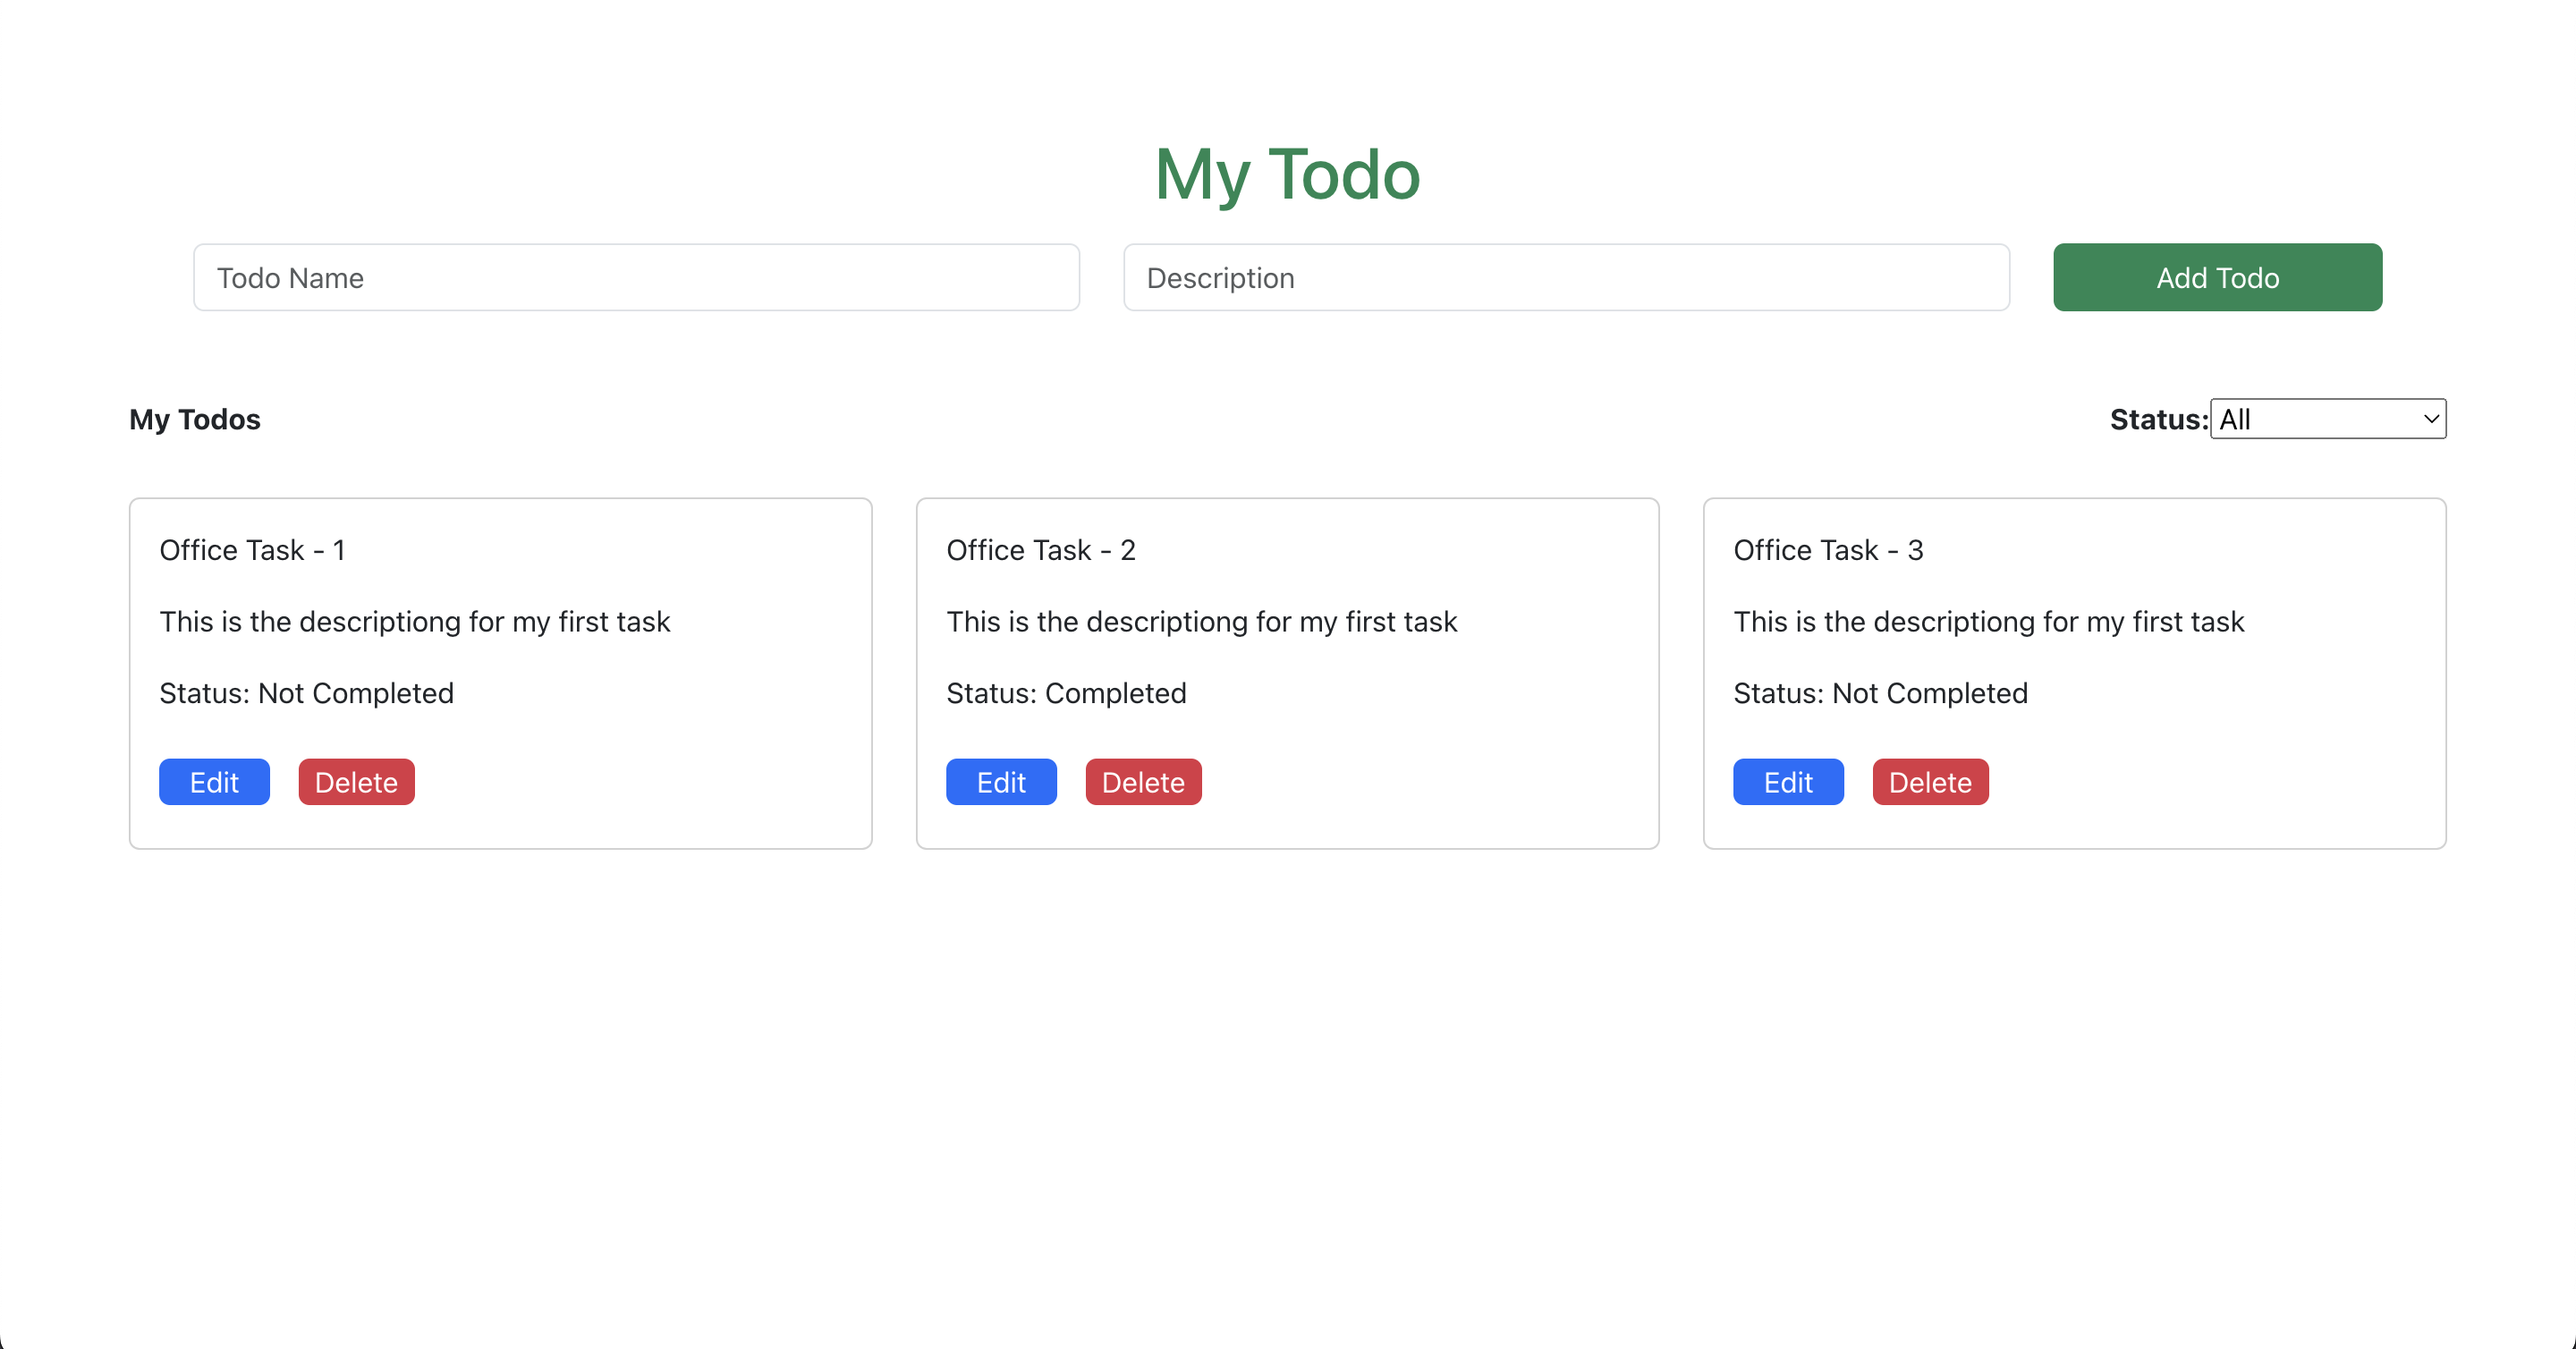 My Todo
Todo Name
Description
Add Todo
My Todos
Status: All
Office Task - 1
This is the descriptiong for my first task
Status: Not Completed
Edit Delete
Office Task - 2
This is the descriptiong for my first task
Status: Completed
Edit Delete
Office Task - 3
This is the descriptiong for my first task
Status: Not Completed
Edit Delete